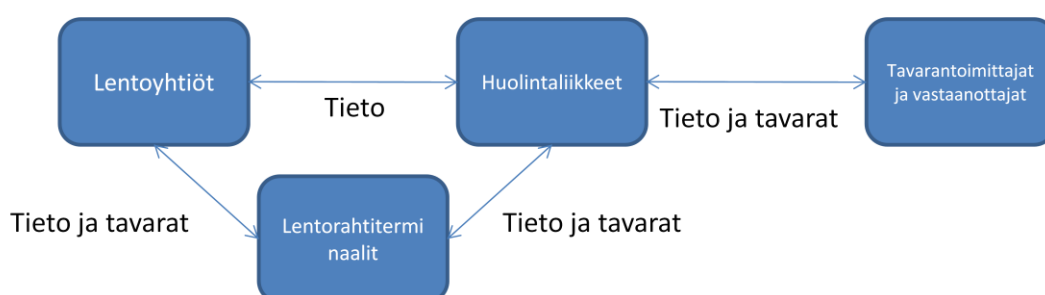 Lentoyhtiöt
Tieto
Huolintaliikkeet
Tieto ja tavarat
Tavarantoimittajat
ja vastaanottajat
Tieto ja tavarat
Lentorahtitermi
naalit
Tieto ja tavarat